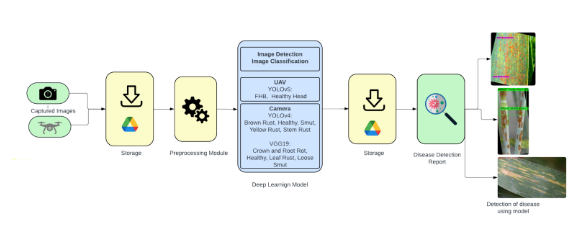 Captured Images
Storage
Preprocessing Module
Image Detection
Image Classification
UAV
YOLOv5:
FHB, Healthy Head
Camera
YOLOv4:
Brown Rust, Healthy, Smut,
Yellow Rust, Stem Rust
VGG19:
Crown and Root Rot,
Healthy, Leaf Rust, Loose
Smut
Deep Learnign Model
Storage
Disease Detection
Report
Detection of disease
using model